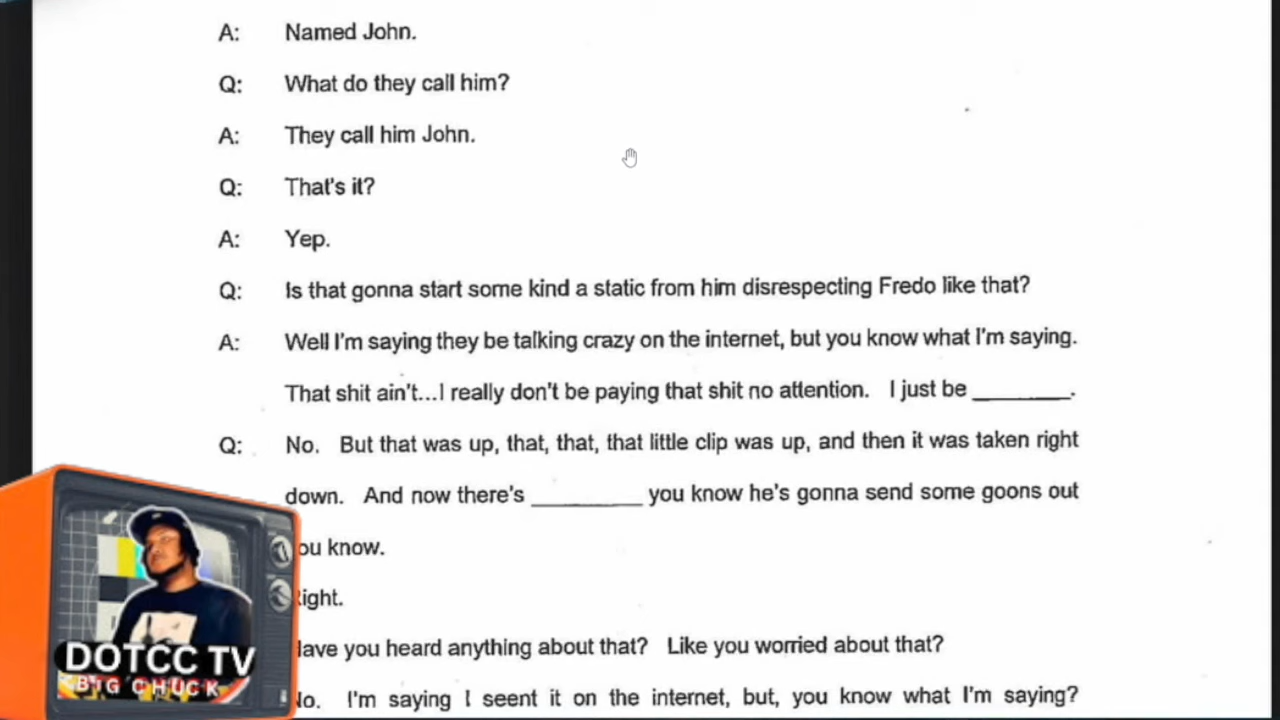 A: Named John.
Q: What do they call him?
A: They call him John.
Q: That's it?
A: Yep.
Q: Is that gonna start some kind a static from him disrespecting Fredo like that?
A: Well I'm saying they be talking crazy on the internet, but you know what I'm saying.
That shit ain't...I really don't be paying that shit no attention. I just be ________.
Q: No. But that was up, that, that, that little clip was up, and then it was taken right
down. And now there's _________ you know he's gonna send some goons out
ou know.
ight.
ave you heard anything about that? Like you worried about that?
o. I'm saying I seent it on the internet, but, you know what I'm saying?
DOTCC TV
BIG CHUCK